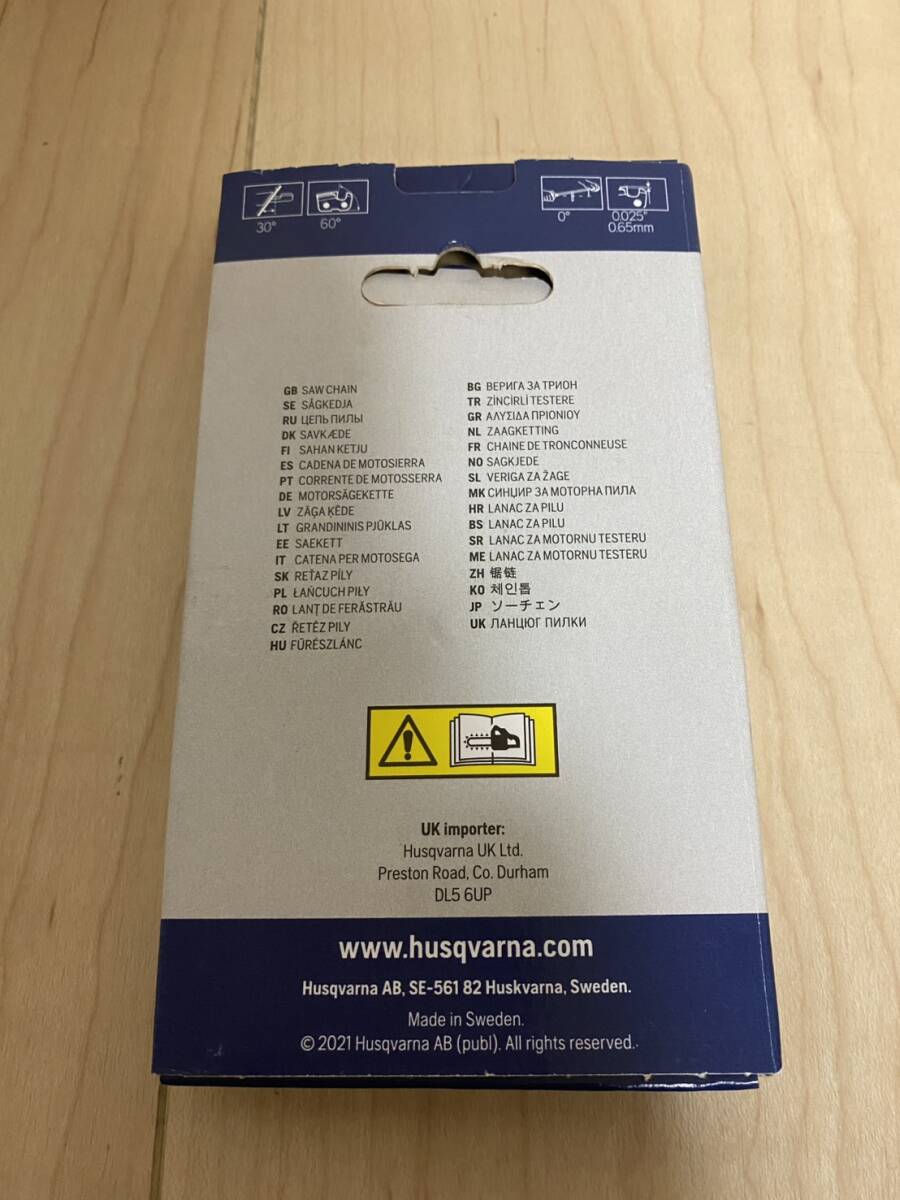 30°
60°
0°
0.025"
0.65mm
GB SAW CHAIN
SE SÅGKEDJA
RU ЦЕПЬ ПИЛЫ
DK SAVKÆDE
FI SAHAN KETJU
ES CADENA DE MOTOSIERRA
PT CORRENTE DE MOTOSSERRA
DE MOTORSÄGEKETTE
LV ZĀĢA ĶĒDE
LT GRANDININIS PJŪKLAS
EE SAEKETT
IT CATENA PER MOTOSEGA
SK REŤAZ PÍLY
PL ŁAŃCUCH PIŁY
RO LANȚ DE FERĂSTRĂU
CZ ŘETĚZ PILY
HU FŰRÉSZLÁNC
BG ВЕРИГА ЗА ТРИОН
TR ZİNCİRLİ TESTERE
GR ΑΛΥΣΙΔΑ ΠΡΙΟΝΙΟΥ
NL ZAAGKETTING
FR CHAINE DE TRONCONNEUSE
NO SAGKJEDE
SL VERIGA ZA ŽAGE
MK СИНЏИР ЗА МОТОРНА ПИЛА
HR LANAC ZA PILU
BS LANAC ZA PILU
SR LANAC ZA MOTORNU TESTERU
ME LANAC ZA MOTORNU TESTERU
ZH 锯链
KO 체인톱
JP ソーチェン
UK ЛАНЦЮГ ПИЛКИ
UK importer:
Husqvarna UK Ltd.
Preston Road, Co. Durham
DL5 6UP
www.husqvarna.com
Husqvarna AB, SE-561 82 Huskvarna, Sweden.
Made in Sweden.
© 2021 Husqvarna AB (publ). All rights reserved.